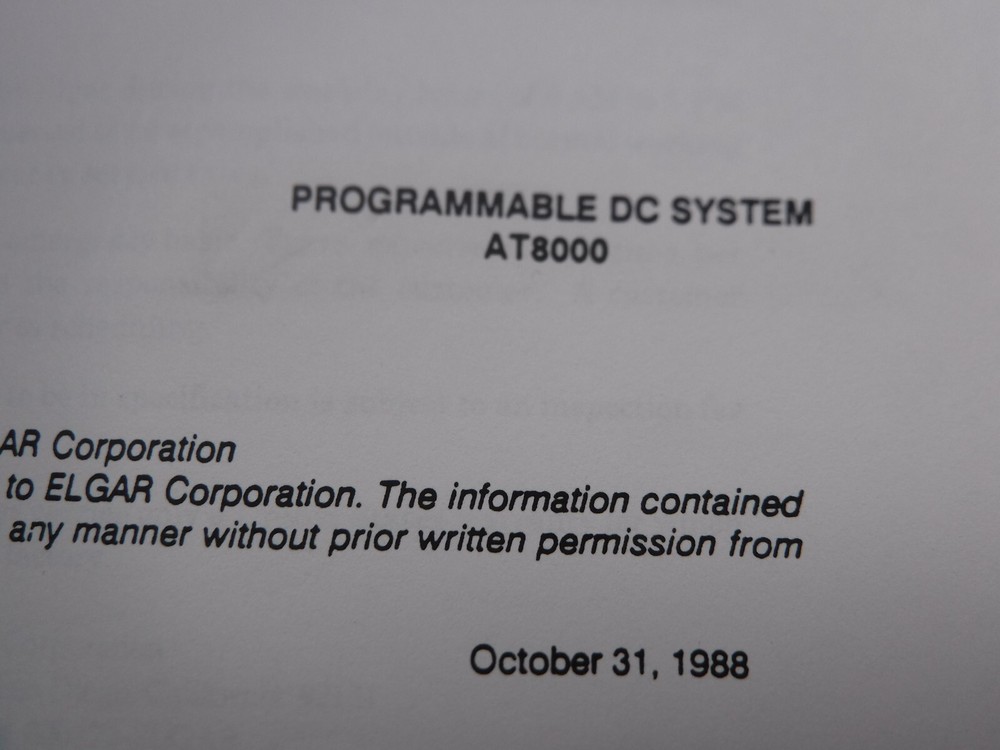 PROGRAMMABLE DC SYSTEM
AT8000
AR Corporation
to ELGAR Corporation. The information contained
any manner without prior written permission from
October 31, 1988